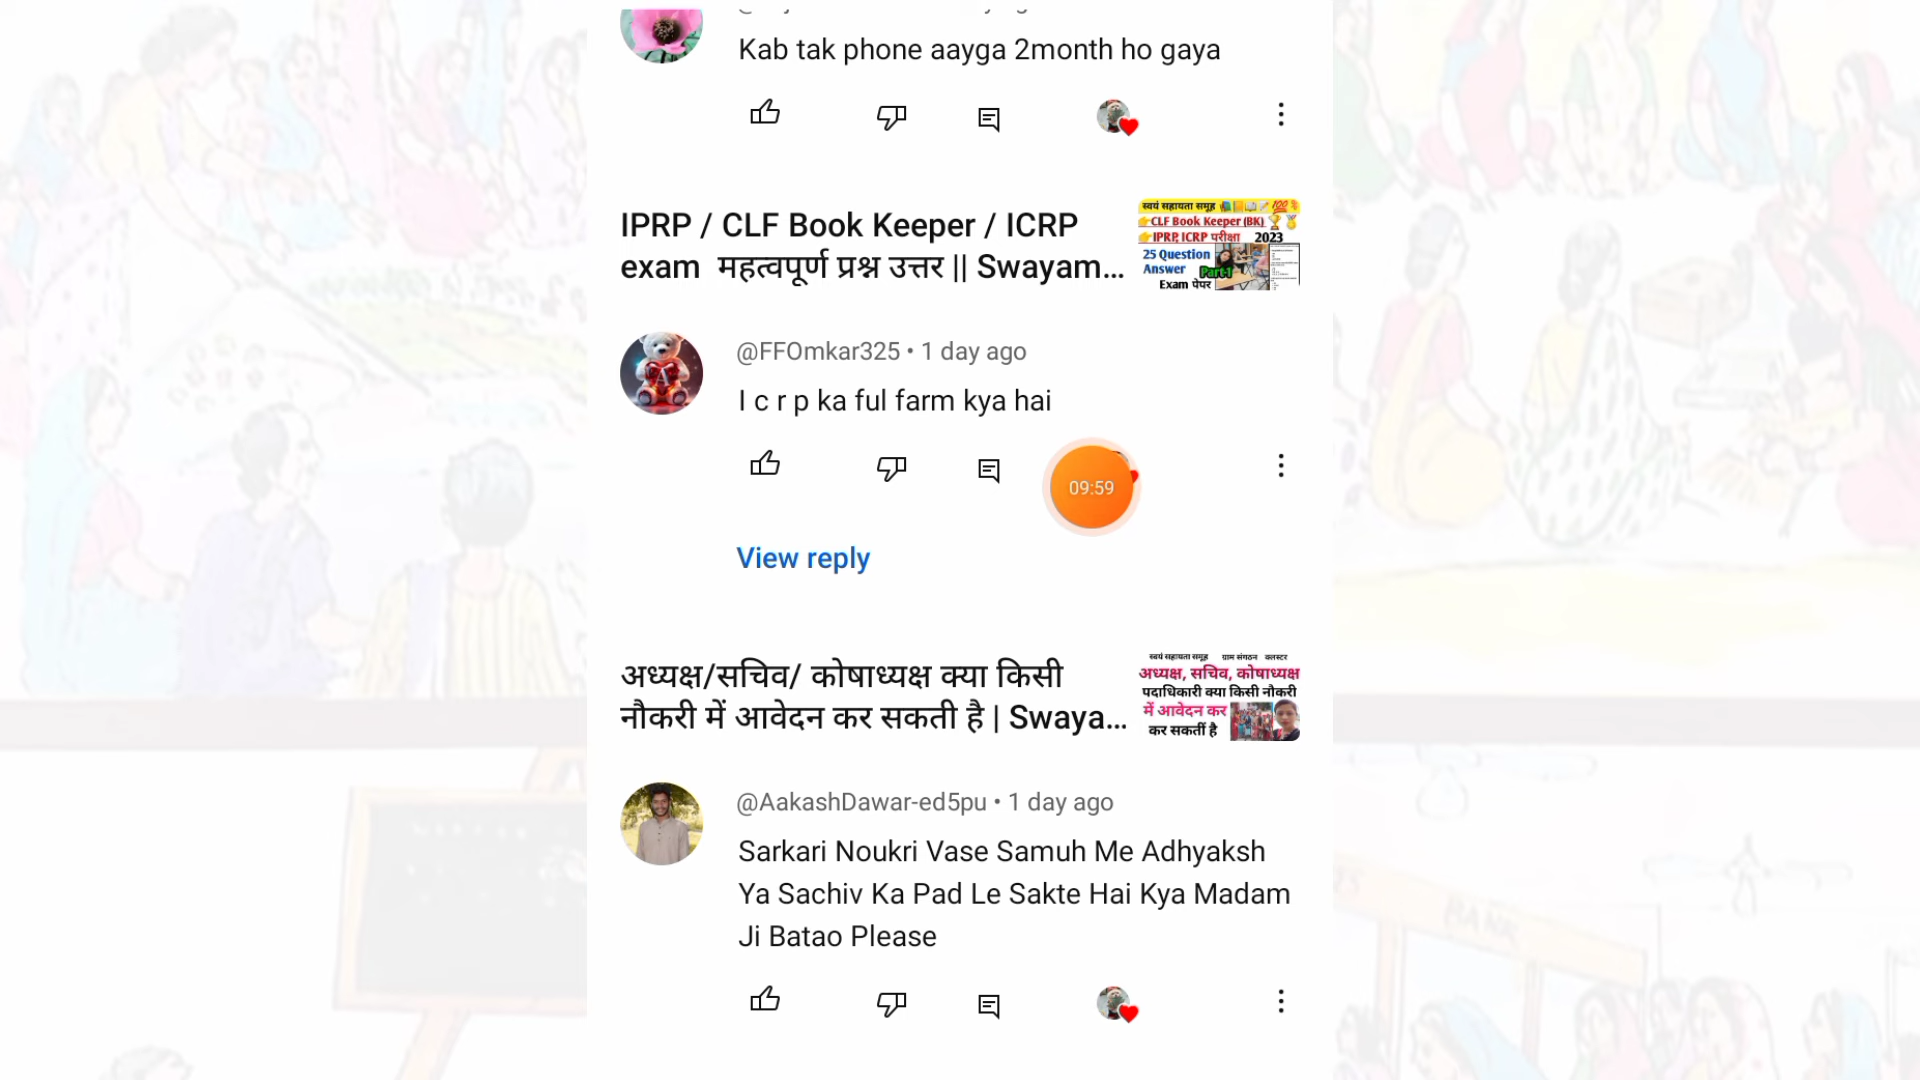 Kab tak phone aayga 2month ho gaya
IPRP / CLF Book Keeper / ICRP
exam महत्वपूर्ण प्रश्न उत्तर || Swayam...
स्वयं सहायता समूह
CLF Book Keeper (BK)
IPRP, ICRP परीक्षा 2023
25 Question
Answer Part-1
Exam पेपर
@FFOmkar325 • 1 day ago
I c r p ka ful farm kya hai
09:59
View reply
अध्यक्ष/सचिव/ कोषाध्यक्ष क्या किसी
नौकरी में आवेदन कर सकती है | Swaya...
स्वयं सहायता समूह ग्राम संगठन क्लस्टर
अध्यक्ष, सचिव, कोषाध्यक्ष
पदाधिकारी क्या किसी नौकरी
में आवेदन कर
कर सकतीं है
@AakashDawar-ed5pu • 1 day ago
Sarkari Noukri Vase Samuh Me Adhyaksh
Ya Sachiv Ka Pad Le Sakte Hai Kya Madam
Ji Batao Please
BANK